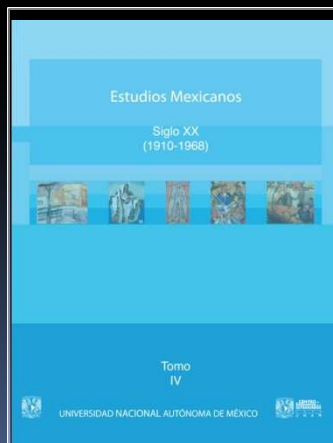 Estudios Mexicanos
Siglo XX
(1910-1968)
Tomo
IV
UNIVERSIDAD NACIONAL AUTÓNOMA DE MÉXICO